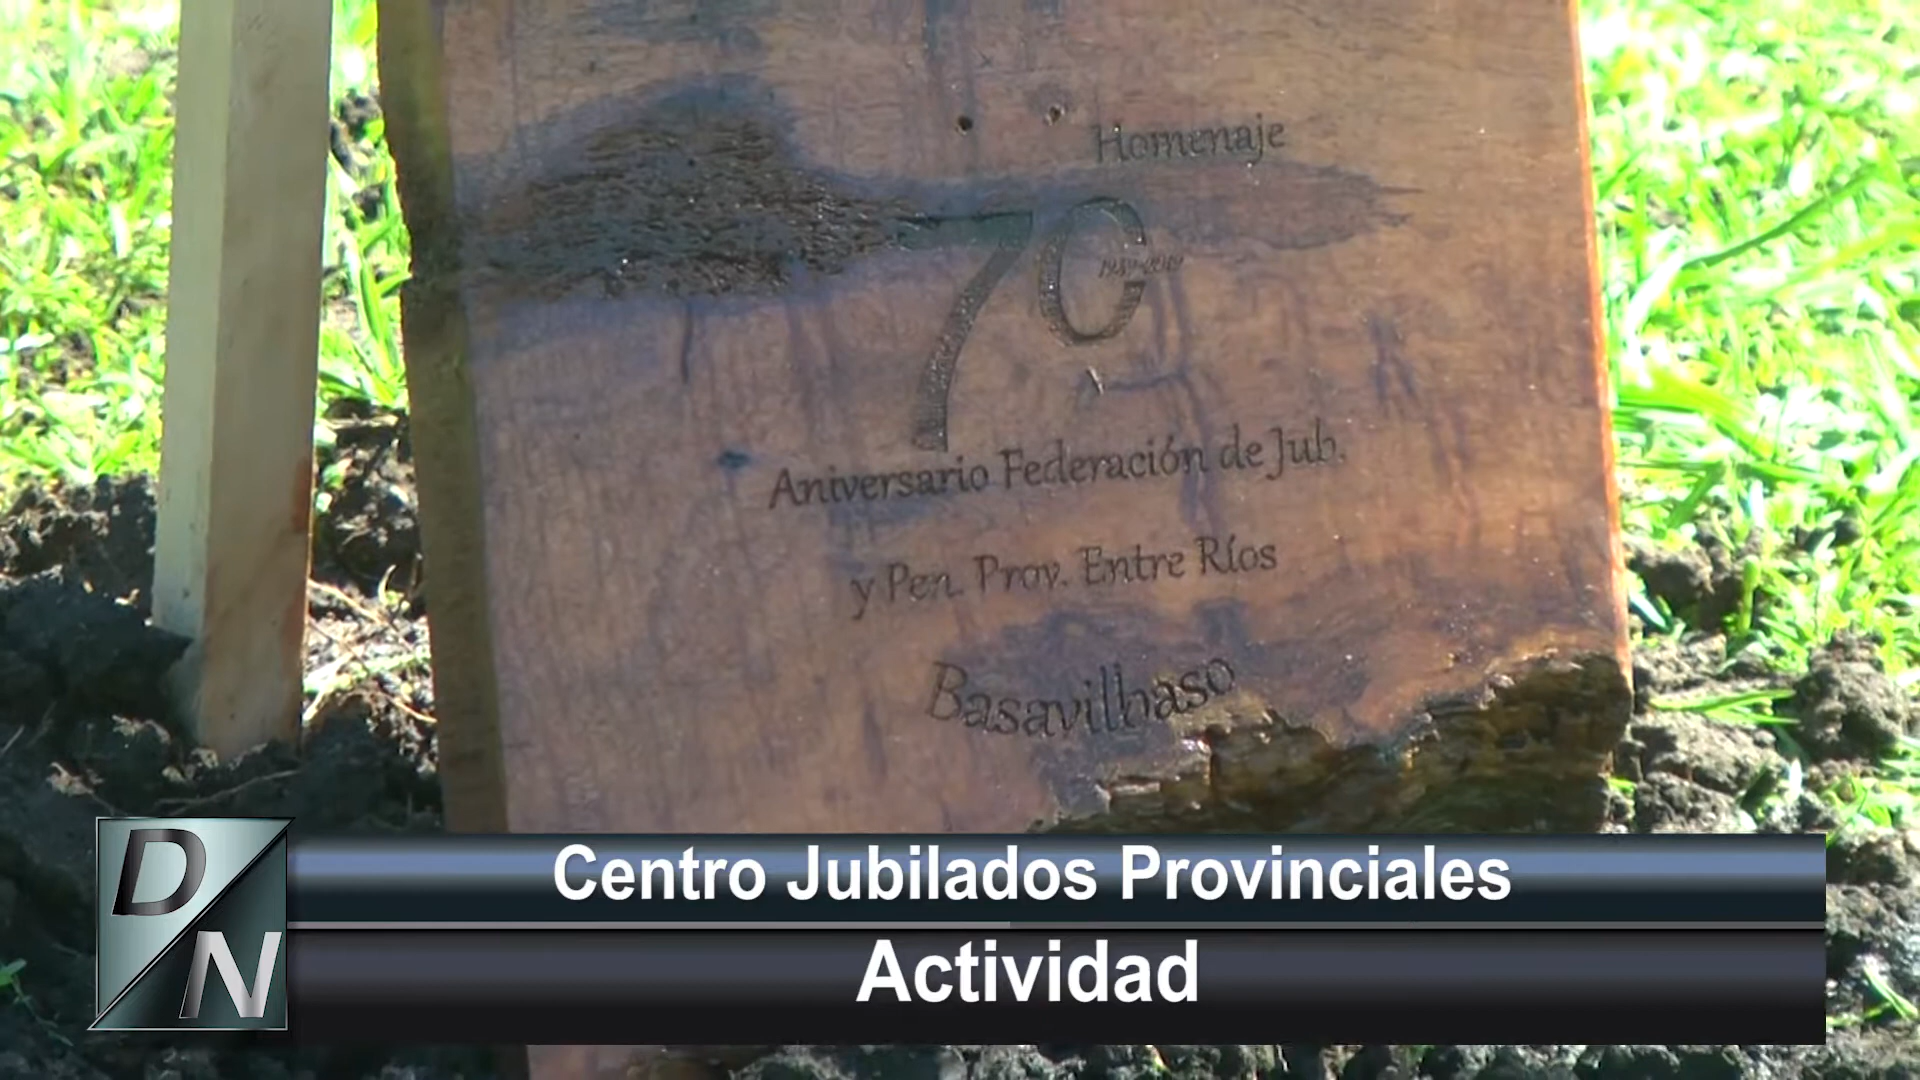 Homenaje
70
Aniversario Federación de Jub.
y Pen. Prov. Entre Ríos
Basavilbaso
Centro Jubilados Provinciales
Actividad
D
N